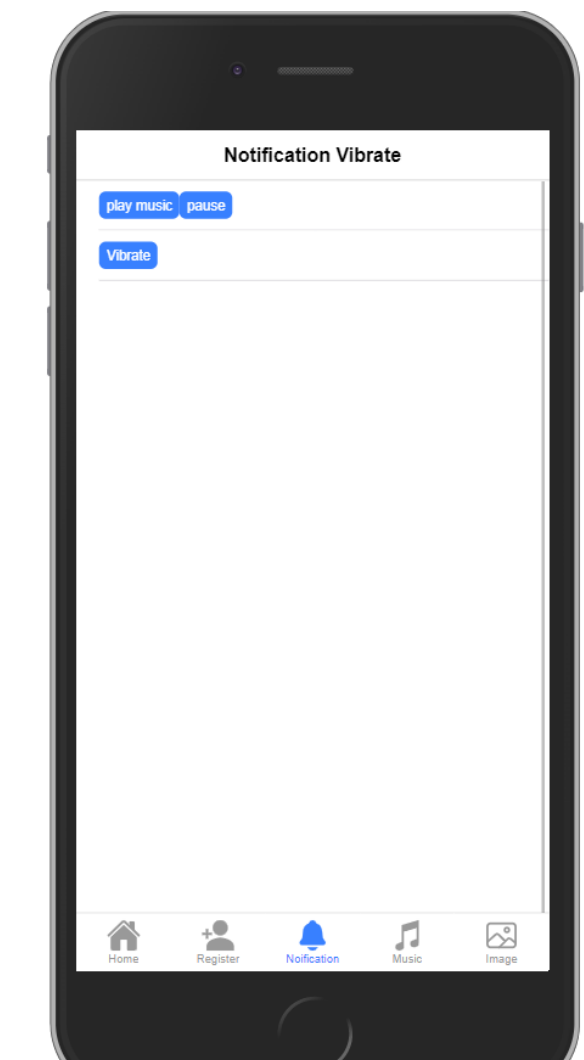 Notification Vibrate
play music pause
Vibrate
Home Register Noification Music Image